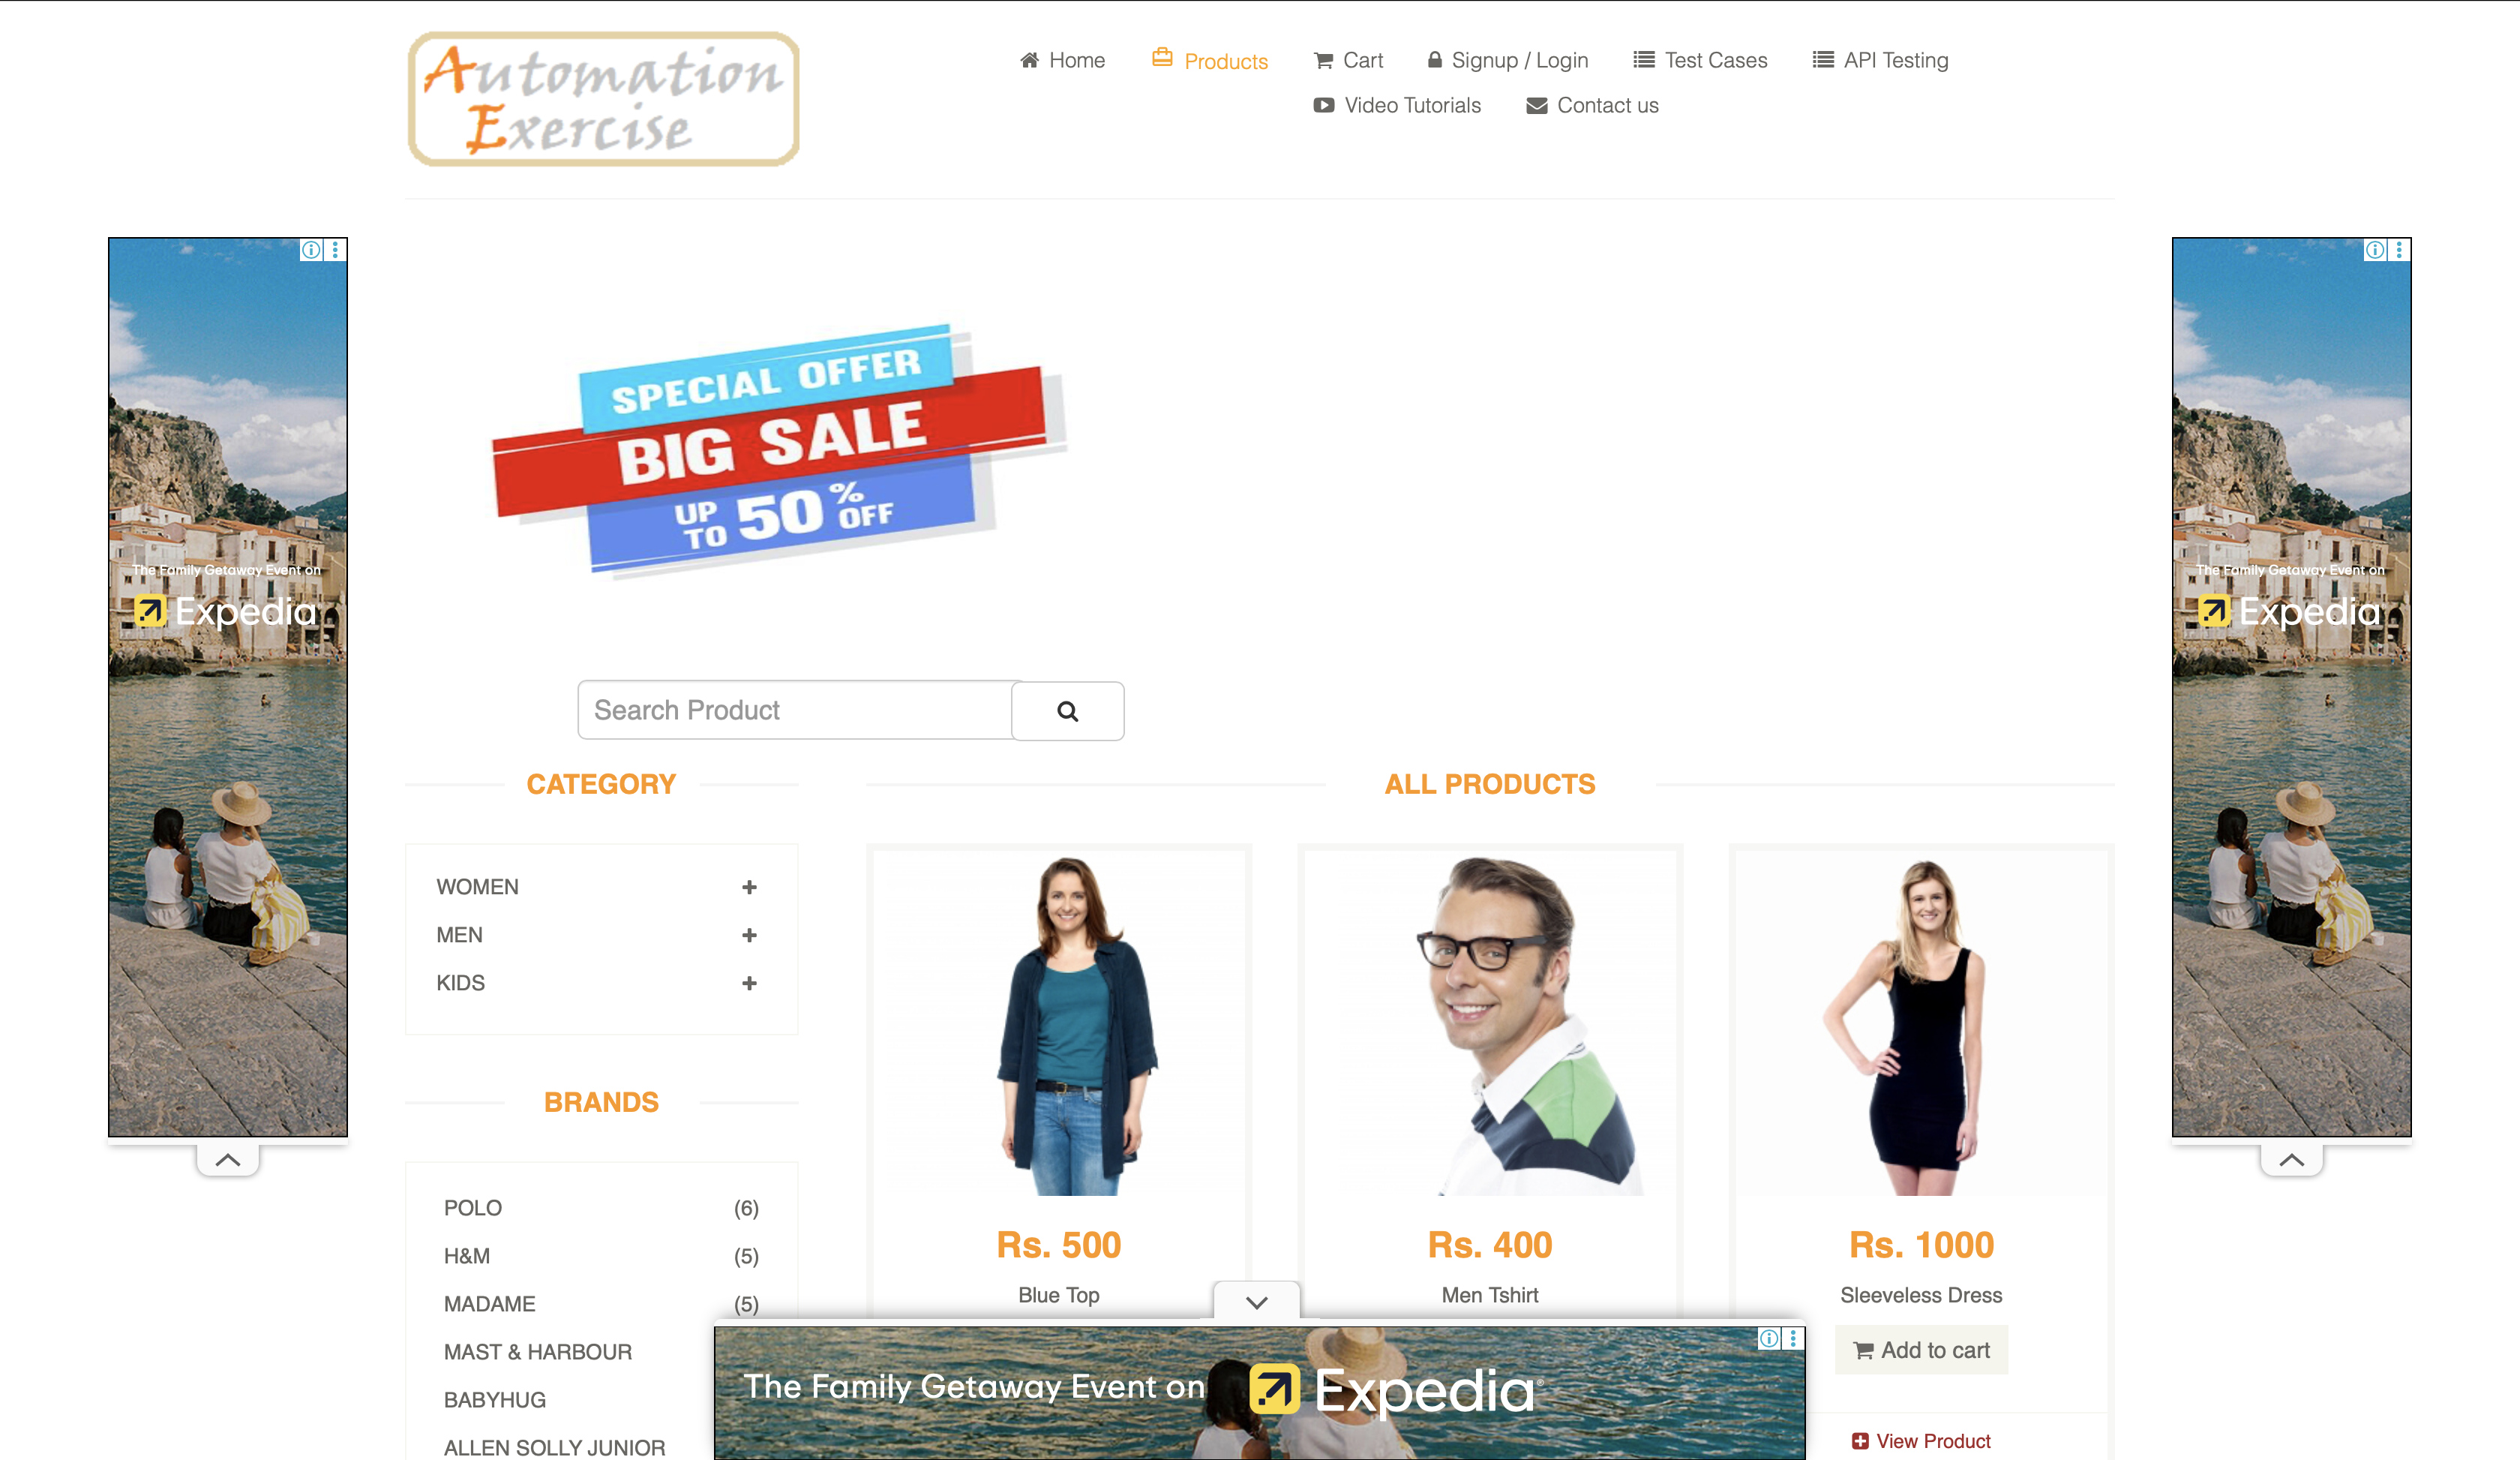 Automation
Exercise
Home
Products
Cart
Signup / Login
Test Cases
API Testing
Video Tutorials
Contact us
SPECIAL OFFER
BIG SALE
UP TO 50% OFF
The Family Getaway Event on
Expedia
The Family Getaway Event on
Expedia
Search Product
CATEGORY
WOMEN
MEN
KIDS
BRANDS
POLO (6)
H&M (5)
MADAME (5)
MAST & HARBOUR
BABYHUG
ALLEN SOLLY JUNIOR
ALL PRODUCTS
Rs. 500
Blue Top
Rs. 400
Men Tshirt
Rs. 1000
Sleeveless Dress
Add to cart
View Product
The Family Getaway Event on Expedia®